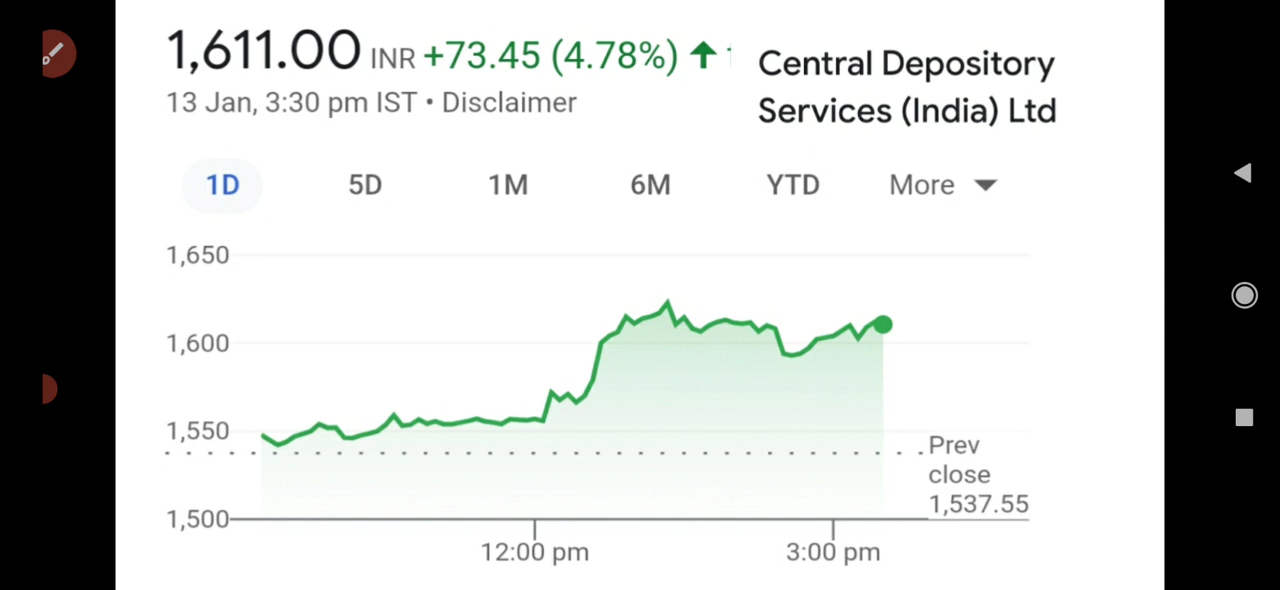 1,611.00 INR +73.45 (4.78%) ↑
13 Jan, 3:30 pm IST • Disclaimer
Central Depository
Services (India) Ltd
1D 5D 1M 6M YTD More
1,650
1,600
1,550
1,500
Prev
close
1,537.55
12:00 pm 3:00 pm